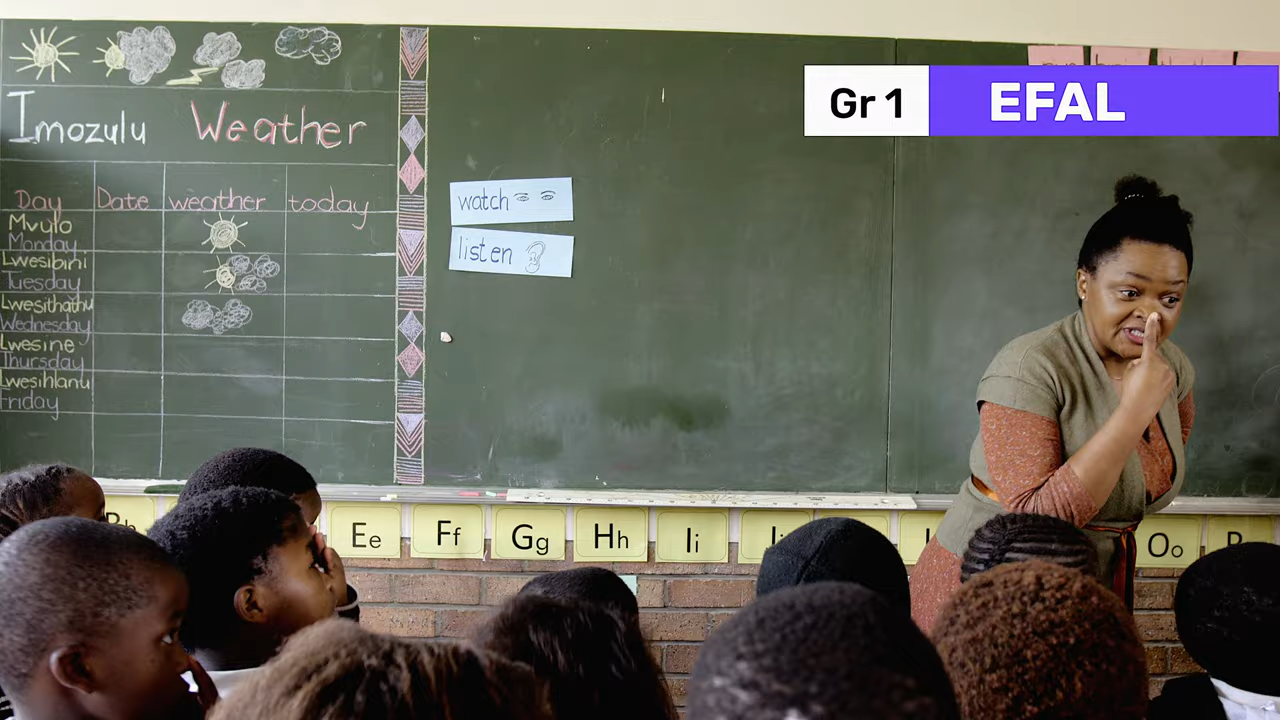 Gr 1 EFAL
Imozulu Weather
Day Date weather today
Mvulo
Monday
Lwesibini
Tuesday
Lwesithathu
Wednesday
Lwesine
Thursday
Lwesihlanu
Friday
watch
listen
Ee Ff Gg Hh Ii Oo